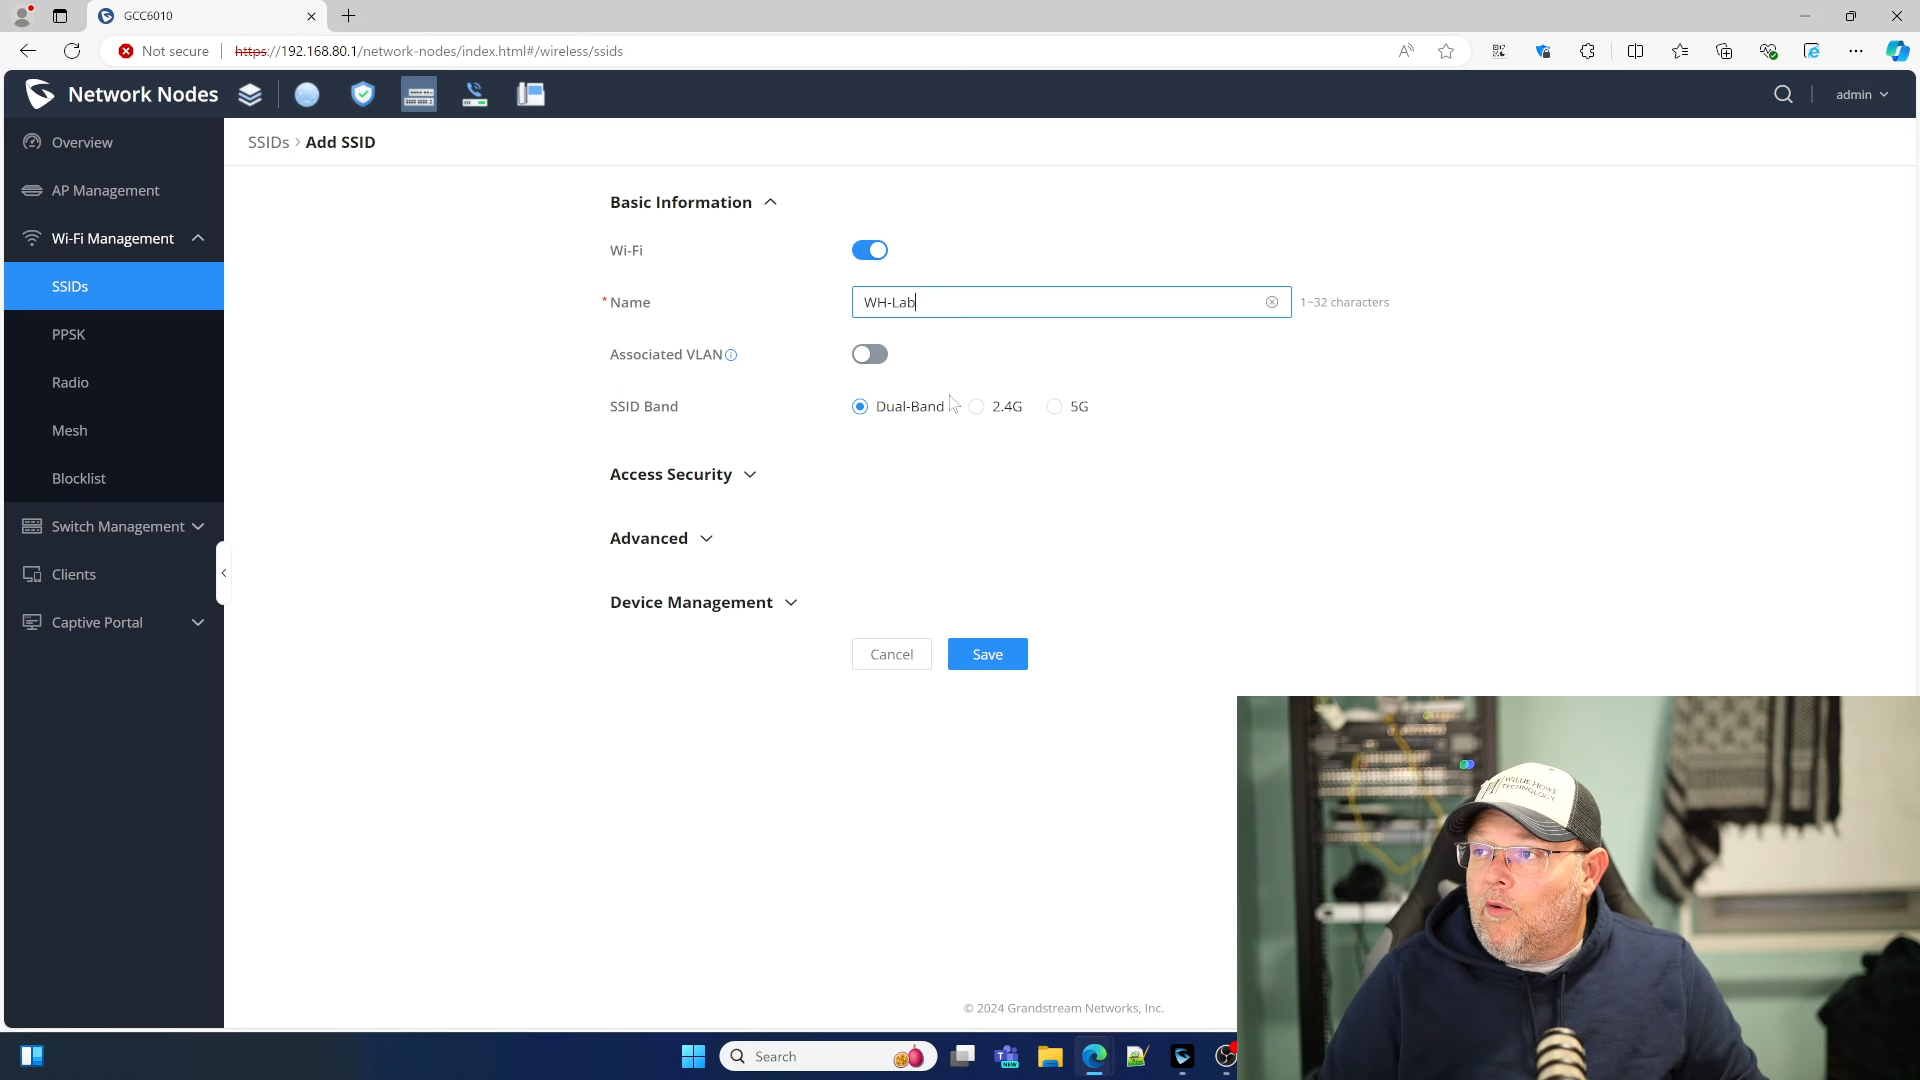 GCC6010
Not secure
https://192.168.80.1/network-nodes/index.html#/wireless/ssids
Network Nodes
admin
Overview
AP Management
Wi-Fi Management
SSIDs
PPSK
Radio
Mesh
Blocklist
Switch Management
Clients
Captive Portal
SSIDs > Add SSID
Basic Information
Wi-Fi
* Name
WH-Lab
1~32 characters
Associated VLAN
SSID Band
Dual-Band
2.4G
5G
Access Security
Advanced
Device Management
Cancel
Save
© 2024 Grandstream Networks, Inc.
WILLIE HOWE
TECHNOLOGY
Search
NEW